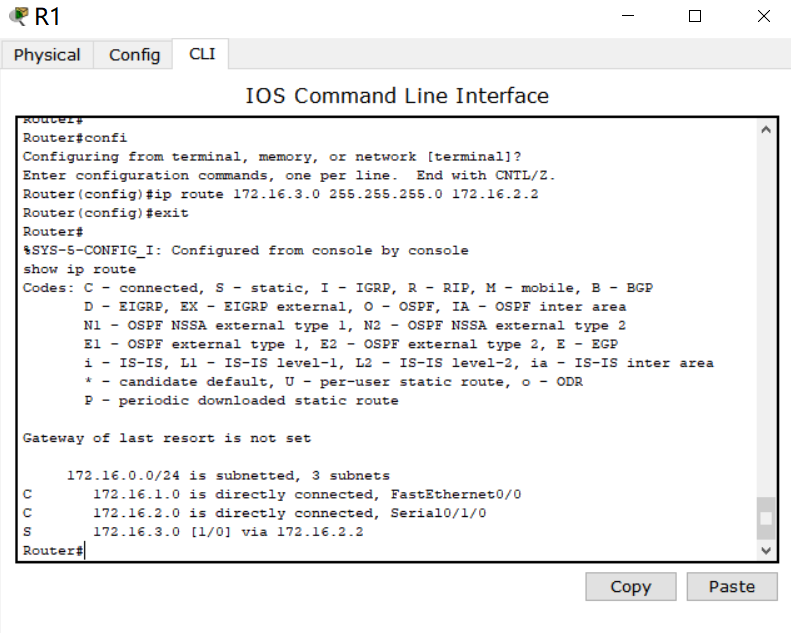 R1
Physical Config CLI
IOS Command Line Interface
Router#
Router#confi
Configuring from terminal, memory, or network [terminal]?
Enter configuration commands, one per line.  End with CNTL/Z.
Router(config)#ip route 172.16.3.0 255.255.255.0 172.16.2.2
Router(config)#exit
Router#
%SYS-5-CONFIG_I: Configured from console by console
show ip route
Codes: C - connected, S - static, I - IGRP, R - RIP, M - mobile, B - BGP
       D - EIGRP, EX - EIGRP external, O - OSPF, IA - OSPF inter area
       N1 - OSPF NSSA external type 1, N2 - OSPF NSSA external type 2
       E1 - OSPF external type 1, E2 - OSPF external type 2, E - EGP
       i - IS-IS, L1 - IS-IS level-1, L2 - IS-IS level-2, ia - IS-IS inter area
       * - candidate default, U - per-user static route, o - ODR
       P - periodic downloaded static route
Gateway of last resort is not set
     172.16.0.0/24 is subnetted, 3 subnets
C       172.16.1.0 is directly connected, FastEthernet0/0
C       172.16.2.0 is directly connected, Serial0/1/0
S       172.16.3.0 [1/0] via 172.16.2.2
Router#
Copy Paste